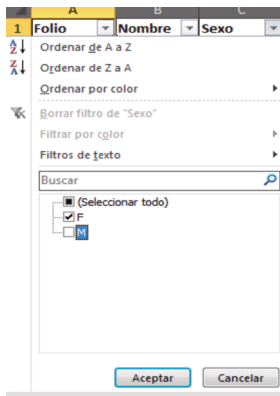 A B C
1 Folio Nombre Sexo
Ordenar de A a Z
Ordenar de Z a A
Ordenar por color
Borrar filtro de "Sexo"
Filtrar por color
Filtros de texto
Buscar
(Seleccionar todo)
F
M
Aceptar Cancelar